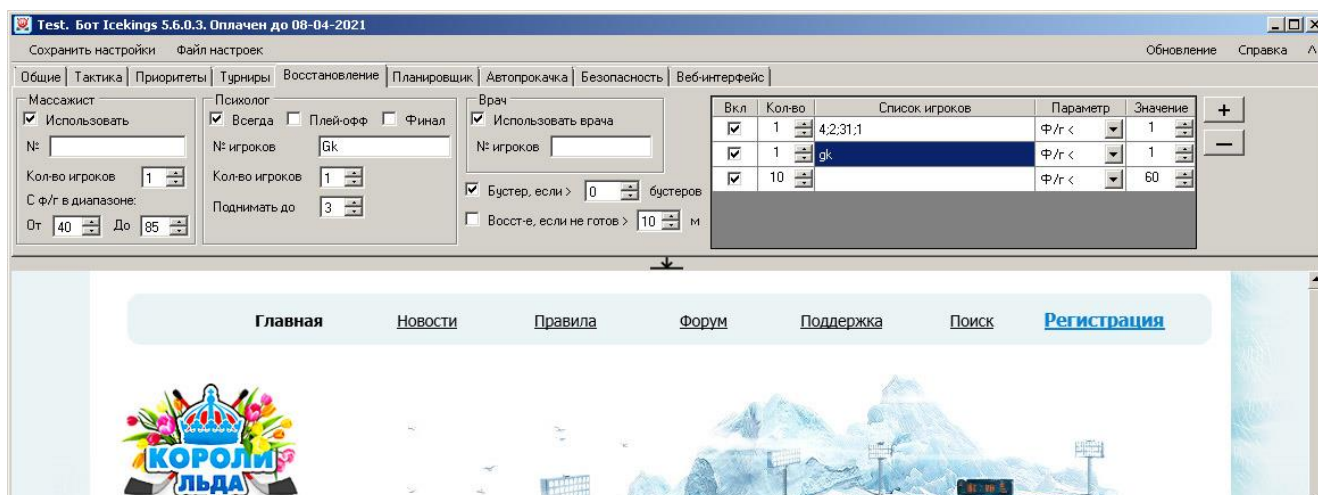 Test. Бот Icekings 5.6.0.3. Оплачен до 08-04-2021
Сохранить настройки Файл настроек Обновление Справка ^
Общие Тактика Приоритеты Турниры Восстановление Планировщик Автопрокачка Безопасность Веб-интерфейс
Массажист
Использовать
№
Кол-во игроков 1
С ф/г в диапазоне:
От 40 До 85
Психолог
Всегда Плей-офф Финал
№ игроков Gk
Кол-во игроков 1
Поднимать до 3
Врач
Использовать врача
№ игроков
Бустер, если > 0 бустеров
Восст-е, если не готов > 10 м
Вкл Кол-во Список игроков Параметр Значение +
1 4;2;31;1 Ф/г < 1
1 gk Ф/г < 1
10 Ф/г < 60
Главная Новости Правила Форум Поддержка Поиск Регистрация
КОРОЛИ
ЛЬДА